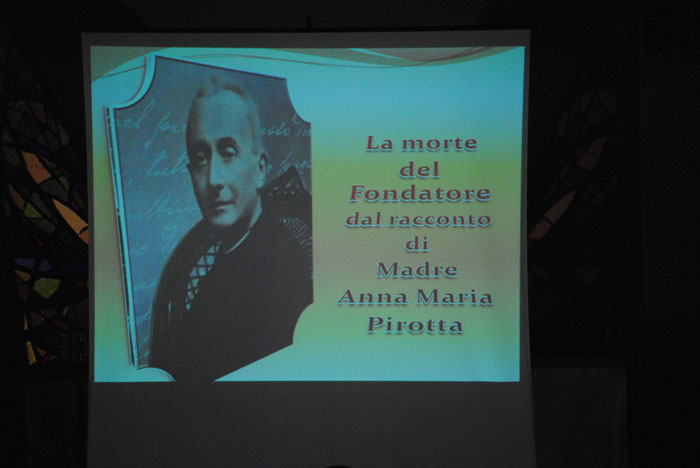 La morte
del
Fondatore
dal racconto
di
Madre
Anna Maria
Pirotta